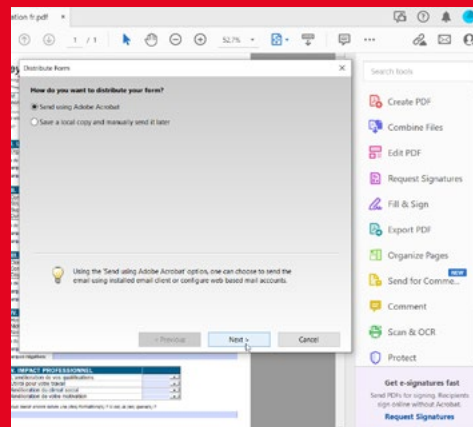 ation fr.pdf ×
1 / 1
52.7%
Distribute Form
How do you want to distribute your form?
Send using Adobe Acrobat
Save a local copy and manually send it later
Using the 'Send using Adobe Acrobat' option, one can choose to send the
email using installed email client or configure web based mail accounts.
< Previous
Next >
Cancel
Search tools
Create PDF
Combine Files
Edit PDF
Request Signatures
Fill & Sign
Export PDF
Organize Pages
Send for Comme...
NEW
Comment
Scan & OCR
Protect
Get e-signatures fast
Send PDFs for signing. Recipients
sign online without Acrobat.
Request Signatures
. IMPACT PROFESSIONNEL